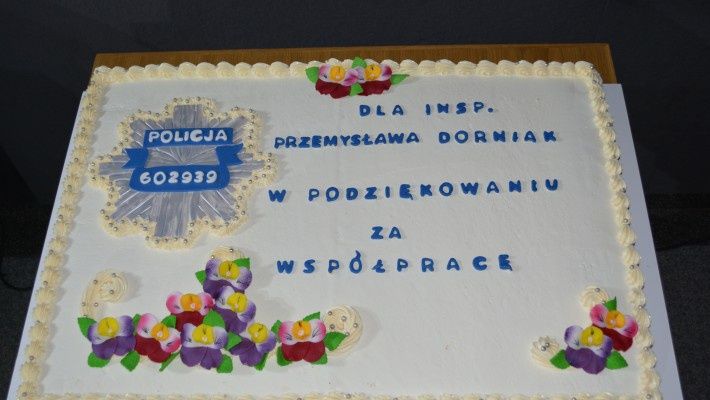 POLICJA
602939
DLA INSP.
PRZEMYSŁAWA DORNIAK
W PODZIĘKOWANIU
ZA
WSPÓŁPRACĘ